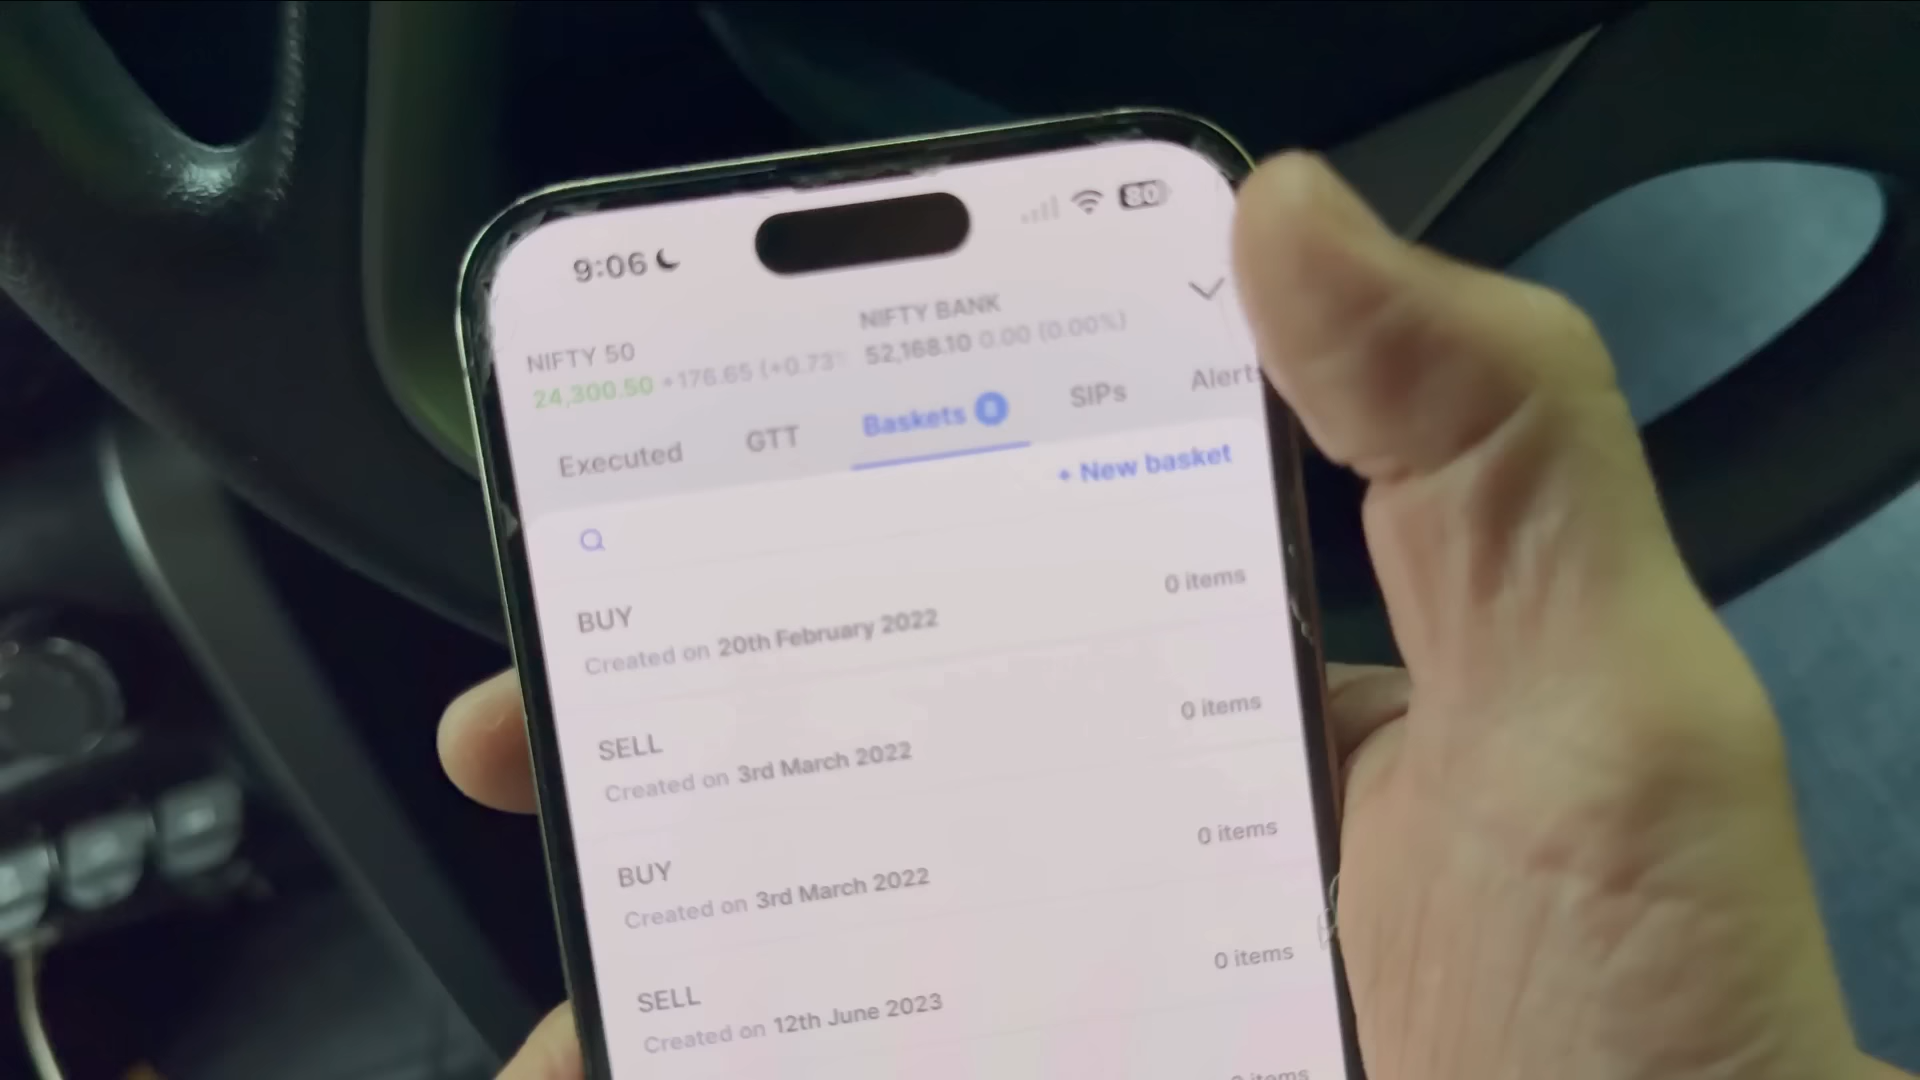 9:06
80
NIFTY 50
24,300.50 +176.65 (+0.73
NIFTY BANK
52,168.10 0.00 (0.00%)
Executed GTT Baskets SIPs Alerts
+ New basket
BUY 0 items
Created on 20th February 2022
SELL 0 items
Created on 3rd March 2022
BUY 0 items
Created on 3rd March 2022
SELL 0 items
Created on 12th June 2023
items